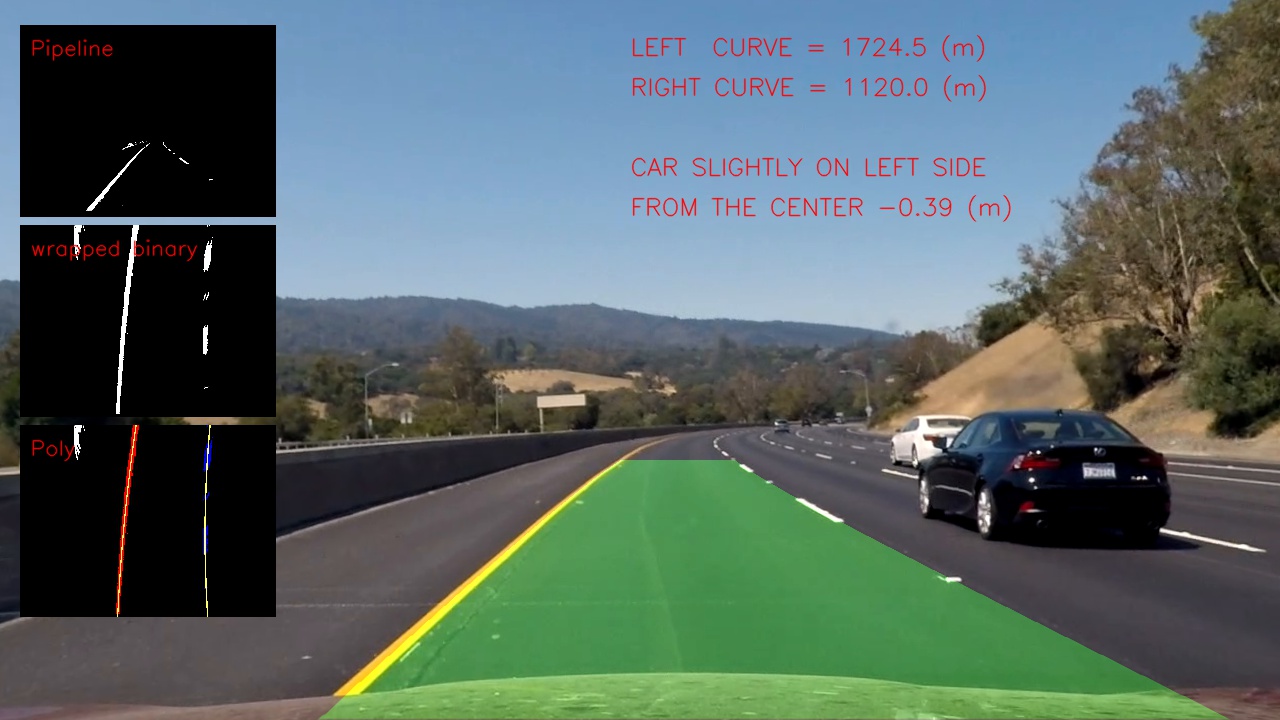 Pipeline
wrapped binary
Poly
LEFT CURVE = 1724.5 (m)
RIGHT CURVE = 1120.0 (m)
CAR SLIGHTLY ON LEFT SIDE
FROM THE CENTER -0.39 (m)